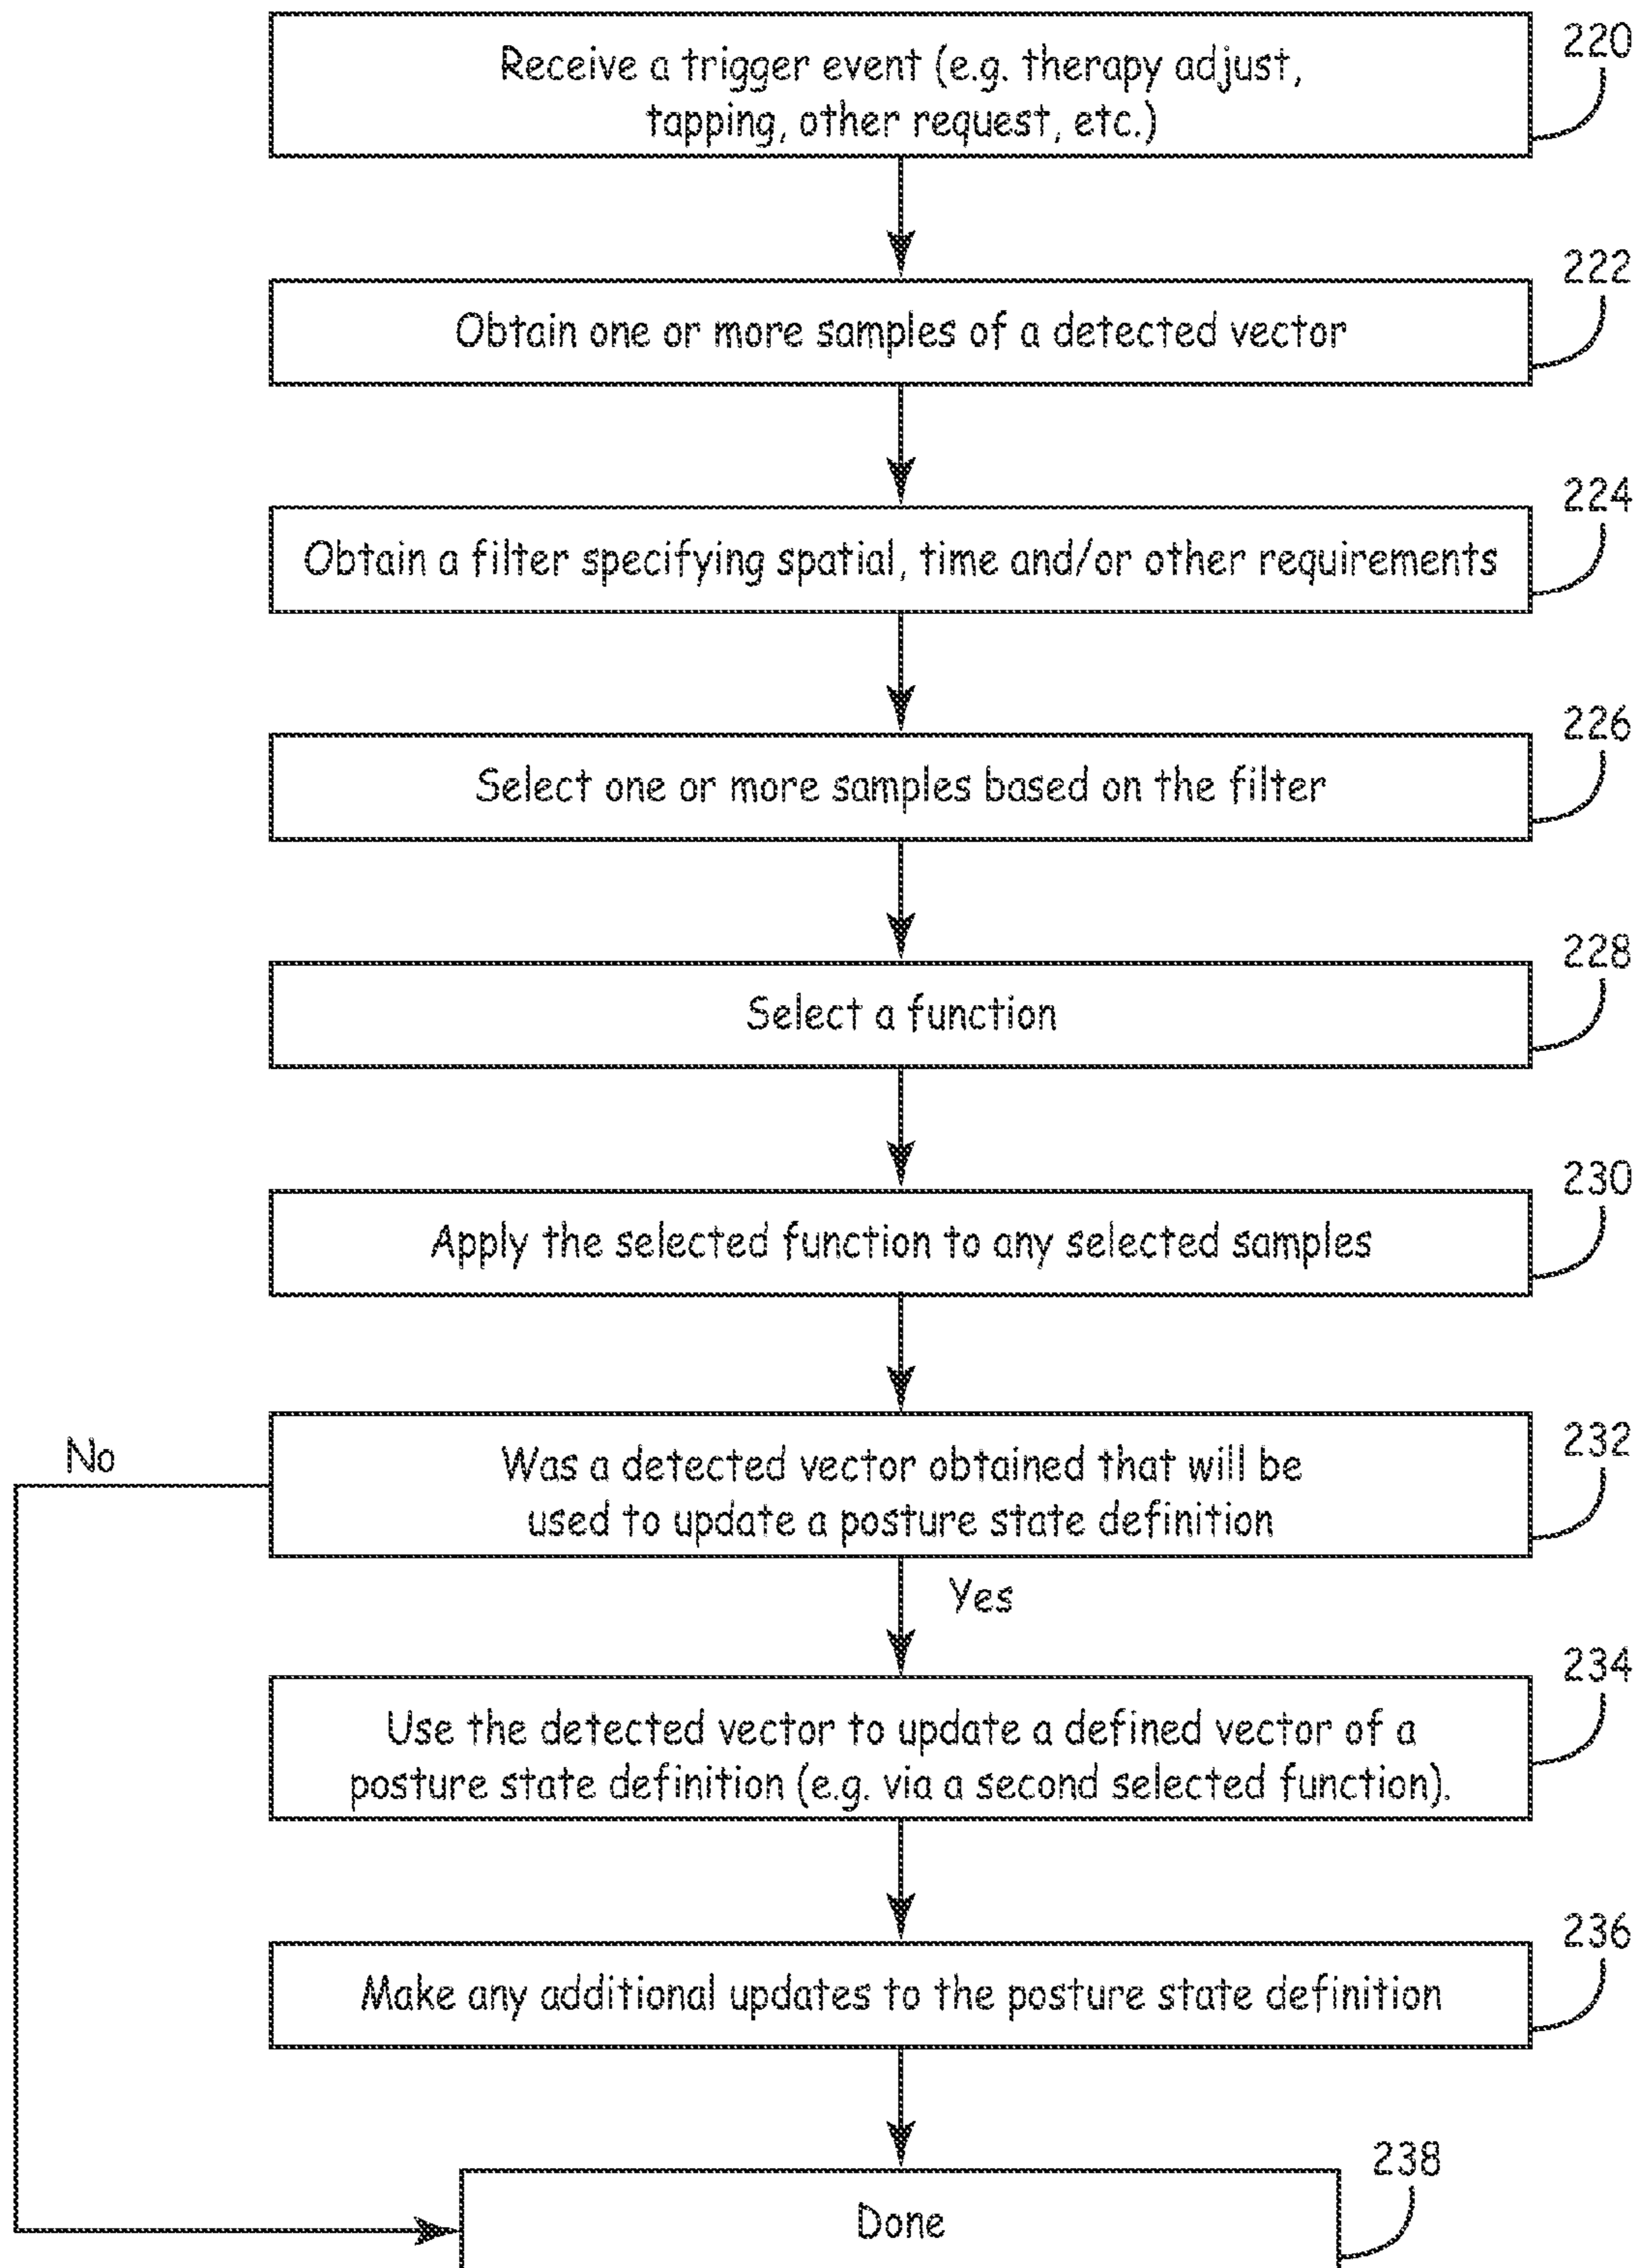 220
Receive a trigger event (e.g. therapy adjust,
tapping, other request, etc.)
222
Obtain one or more samples of a detected vector
224
Obtain a filter specifying spatial, time and/or other requirements
226
Select one or more samples based on the filter
228
Select a function
230
Apply the selected function to any selected samples
232
No
Was a detected vector obtained that will be
used to update a posture state definition
Yes
234
Use the detected vector to update a defined vector of a
posture state definition (e.g. via a second selected function).
236
Make any additional updates to the posture state definition
238
Done